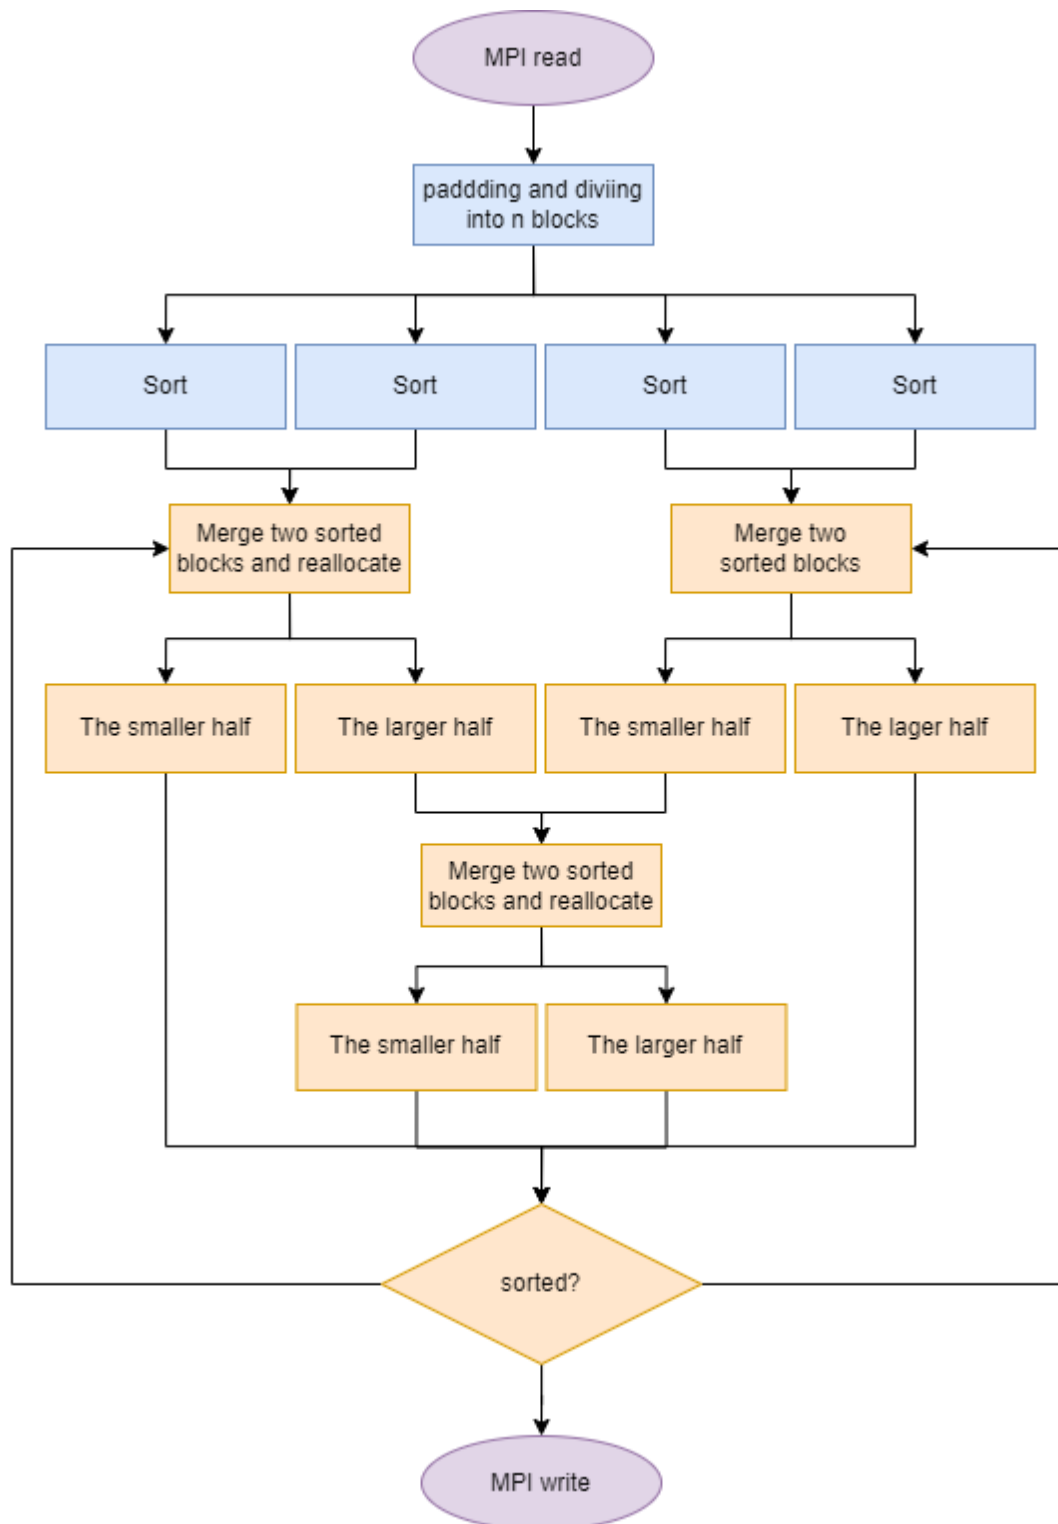 MPI read
paddding and diviing
into n blocks
Sort
Sort
Sort
Sort
Merge two sorted
blocks and reallocate
Merge two
sorted blocks
The smaller half
The larger half
The smaller half
The lager half
Merge two sorted
blocks and reallocate
The smaller half
The larger half
sorted?
MPI write